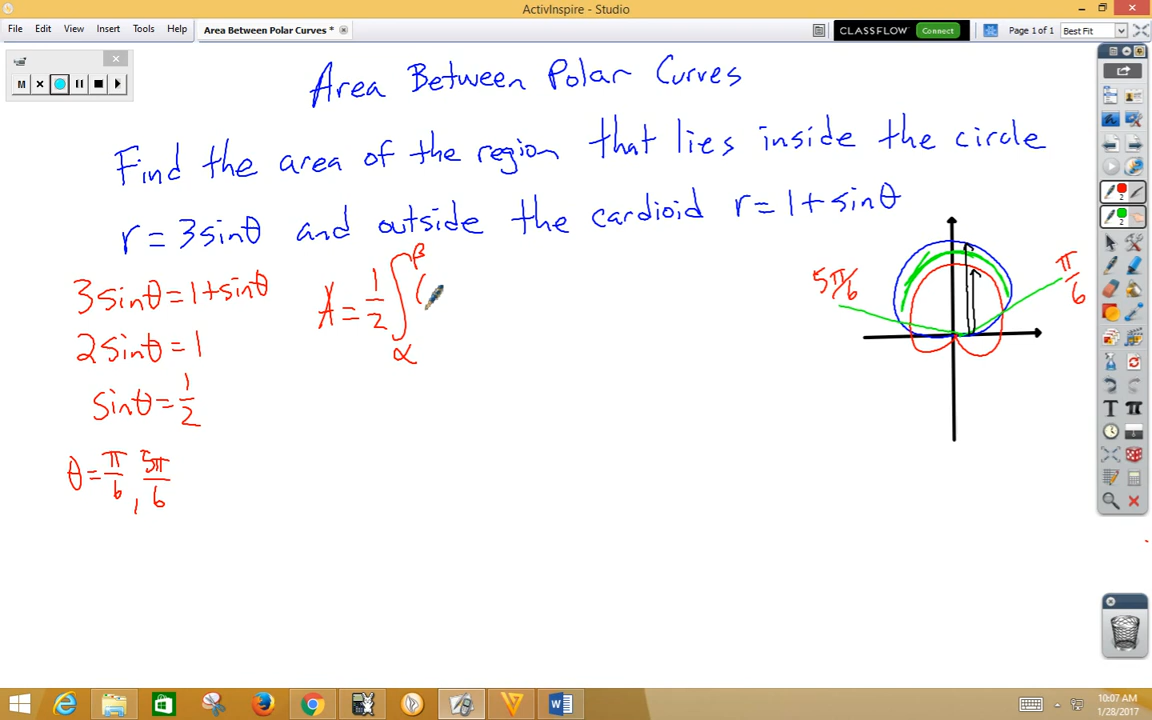 ActivInspire - Studio
File Edit View Insert Tools Help
Area Between Polar Curves *
CLASSFLOW Connect
Page 1 of 1
Best Fit
M
Area Between Polar Curves
Find the area of the region that lies inside the circle
r = 3sinθ and outside the cardioid r = 1 + sinθ
3sinθ = 1 + sinθ
2sinθ = 1
sinθ = 1/2
θ = π/6, 5π/6
A = 1/2 ∫ α β (
5π/6
π/6
2
2
10:07 AM
1/28/2017